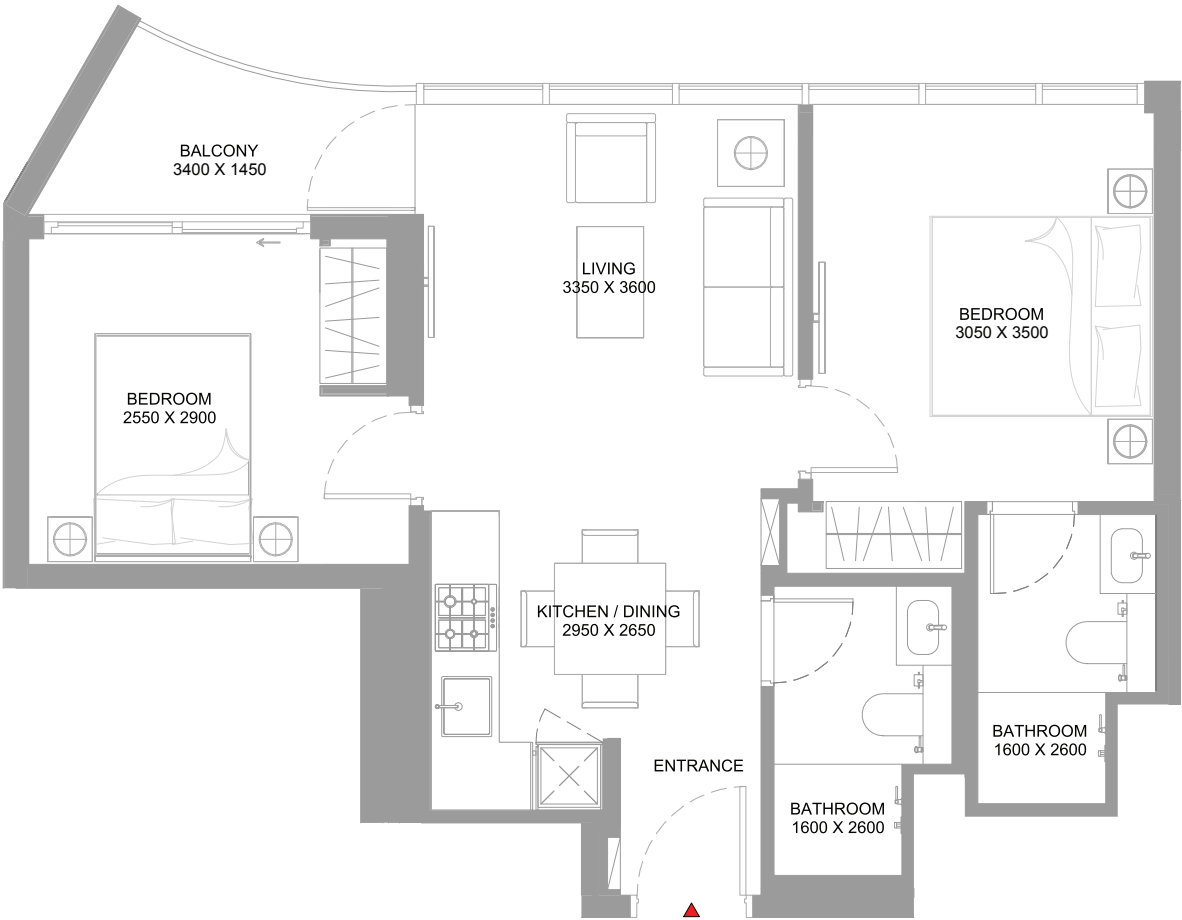 BALCONY
3400 X 1450
LIVING
3350 X 3600
BEDROOM
3050 X 3500
BEDROOM
2550 X 2900
KITCHEN / DINING
2950 X 2650
BATHROOM
1600 X 2600
ENTRANCE
BATHROOM
1600 X 2600